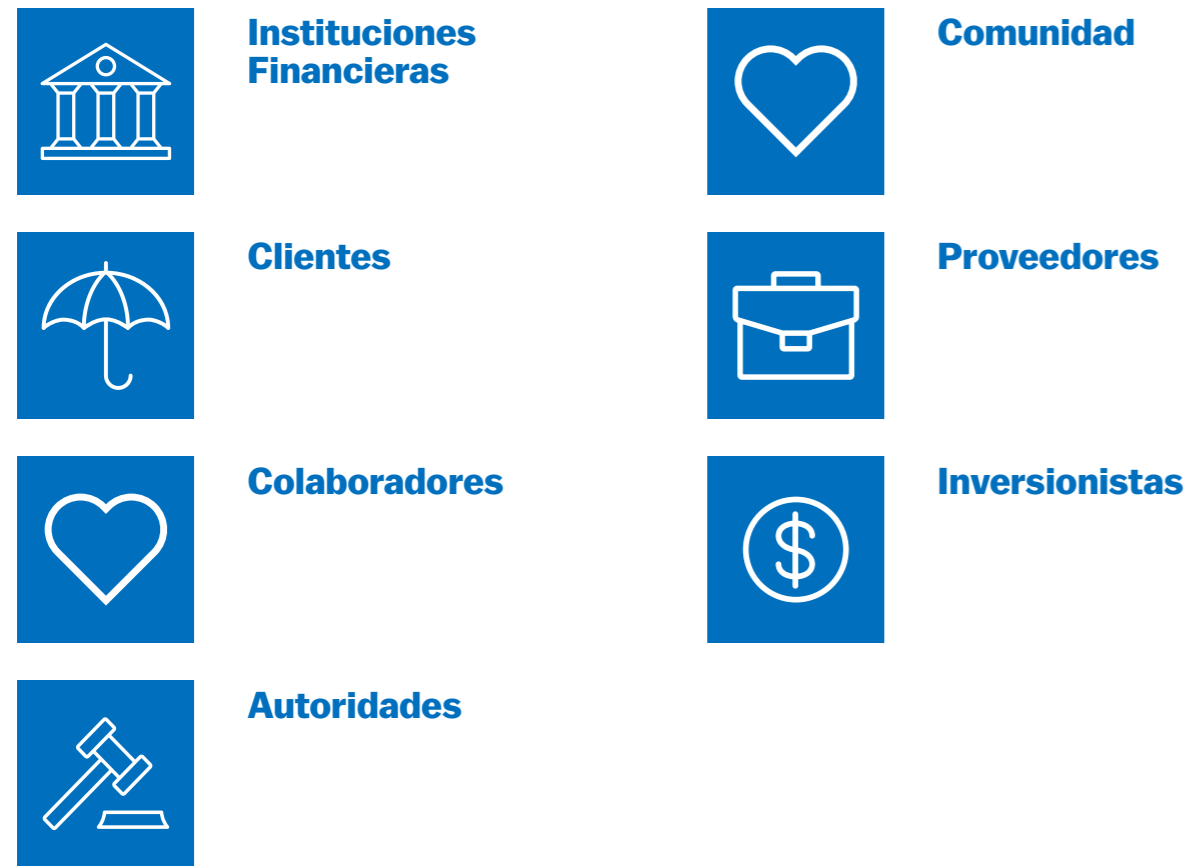 Instituciones
Financieras
Clientes
Colaboradores
Autoridades
Comunidad
Proveedores
Inversionistas